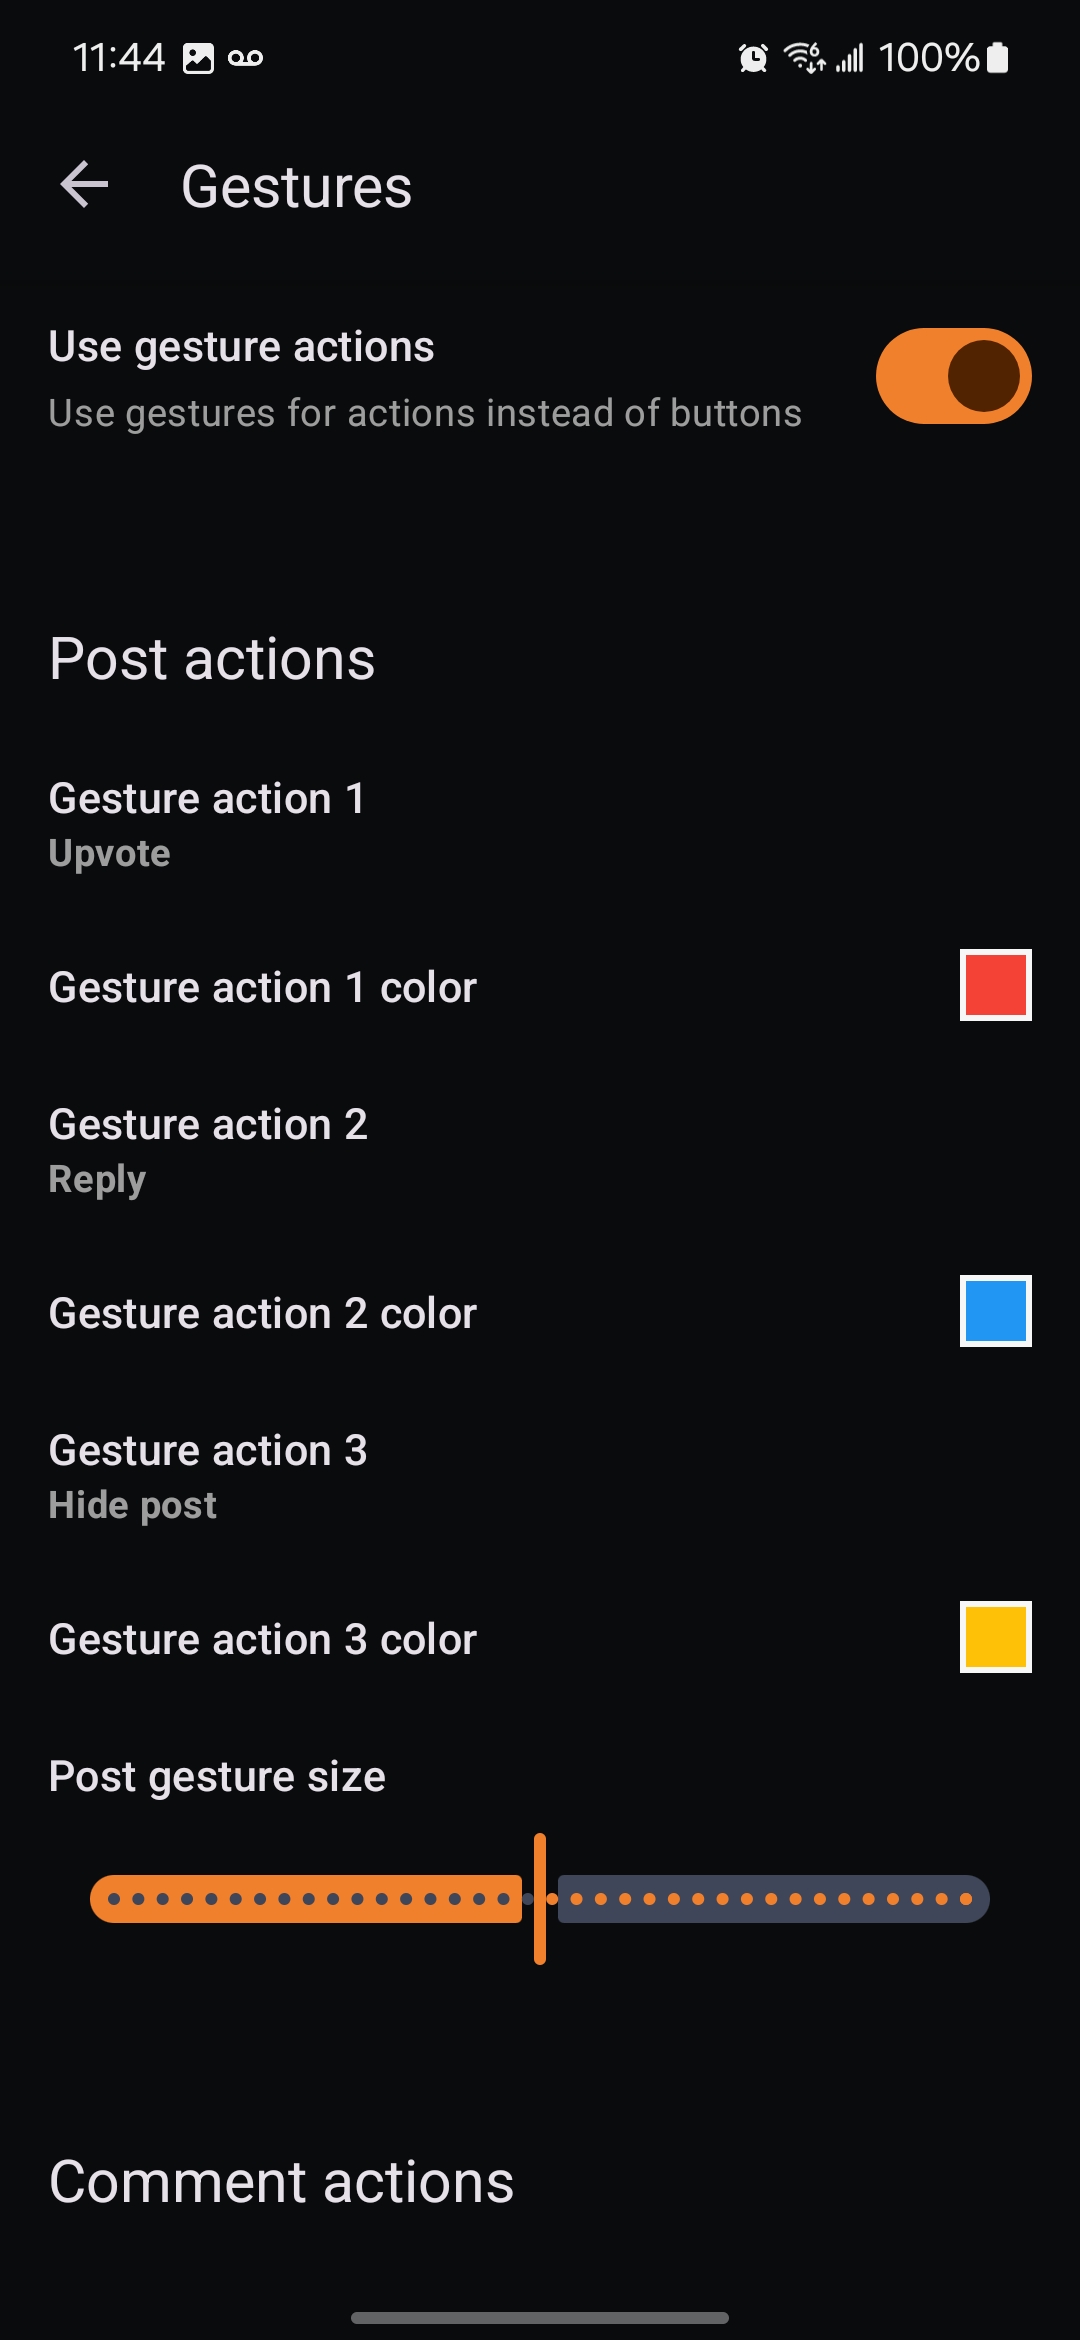 11:44 100%
Gestures
Use gesture actions
Use gestures for actions instead of buttons
Post actions
Gesture action 1
Upvote
Gesture action 1 color
Gesture action 2
Reply
Gesture action 2 color
Gesture action 3
Hide post
Gesture action 3 color
Post gesture size
Comment actions